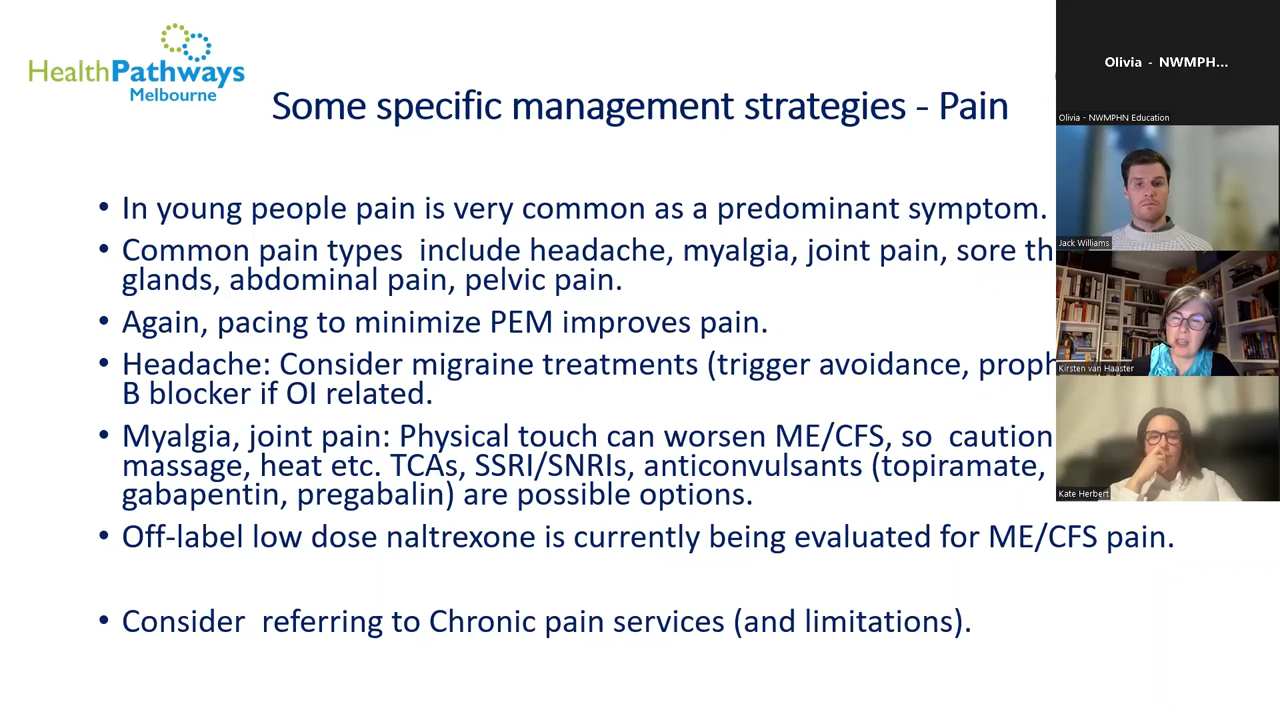 HealthPathways
Melbourne
Some specific management strategies - Pain
• In young people pain is very common as a predominant symptom.
• Common pain types include headache, myalgia, joint pain, sore
glands, abdominal pain, pelvic pain.
• Again, pacing to minimize PEM improves pain.
• Headache: Consider migraine treatments (trigger avoidance,
B blocker if OI related.
• Myalgia, joint pain: Physical touch can worsen ME/CFS, so caution
massage, heat etc. TCAs, SSRI/SNRIs, anticonvulsants (topiramate,
gabapentin, pregabalin) are possible options.
• Off-label low dose naltrexone is currently being evaluated for ME/CFS pain.
• Consider referring to Chronic pain services (and limitations).
Olivia - NWMPH...
Olivia - NWMPHN Education
Jack Williams
Kirsten van Haaster
Kate Herbert